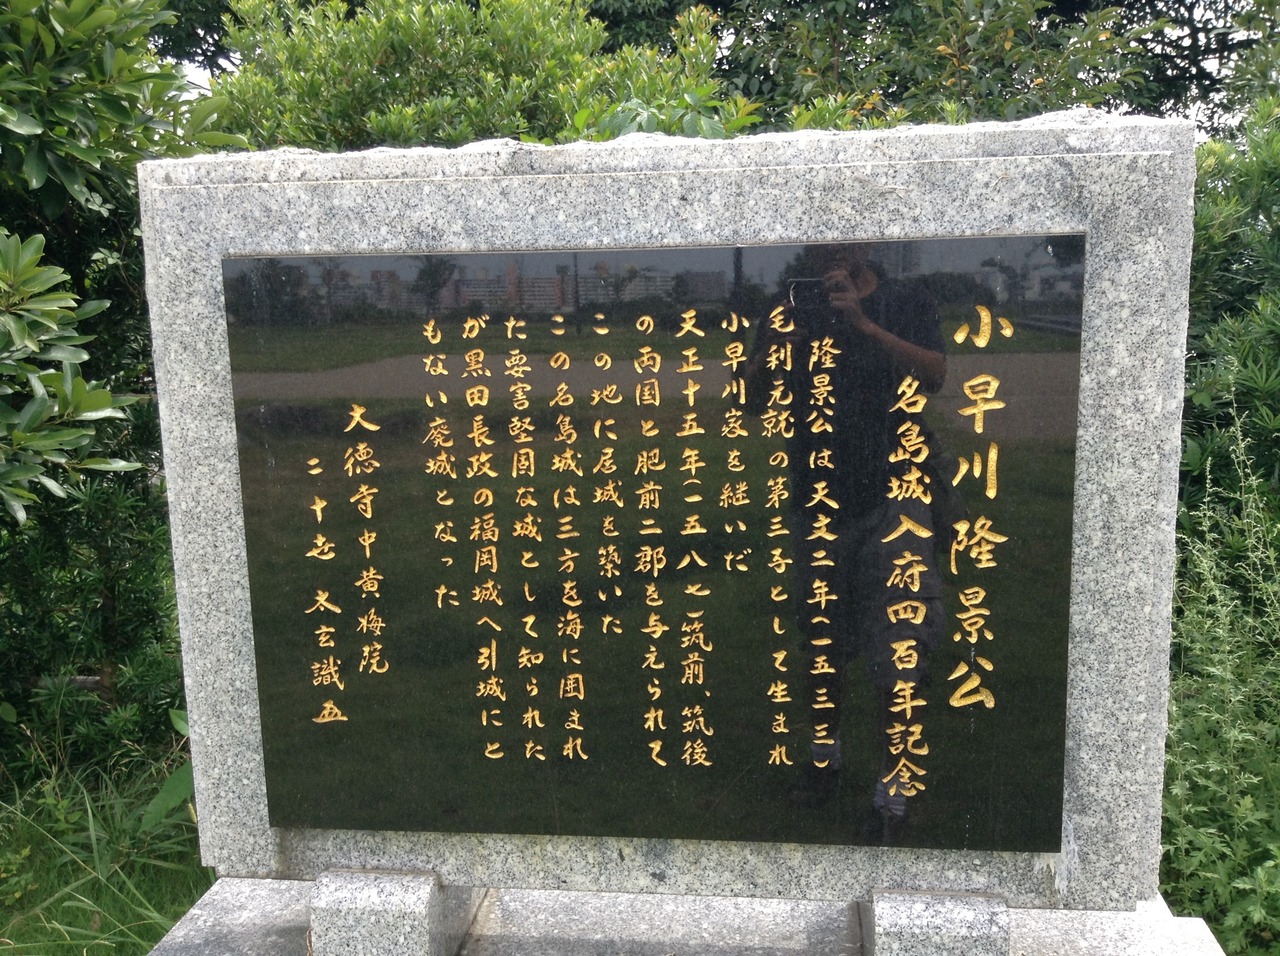 小早川隆景公
名島城入府四百年記念
隆景公は天文二年(一五三三)
毛利元就の第三子として生まれ
小早川家を継いだ
天正十五年(一五八七)筑前、筑後
の両国と肥前二郡を与えられて
この地に居城を築いた
この名島城は三方を海に囲まれ
た要害堅固な城として知られた
が黒田長政の福岡城へ引城にと
もない廃城となった
大徳寺中黄梅院
二十世 太玄識